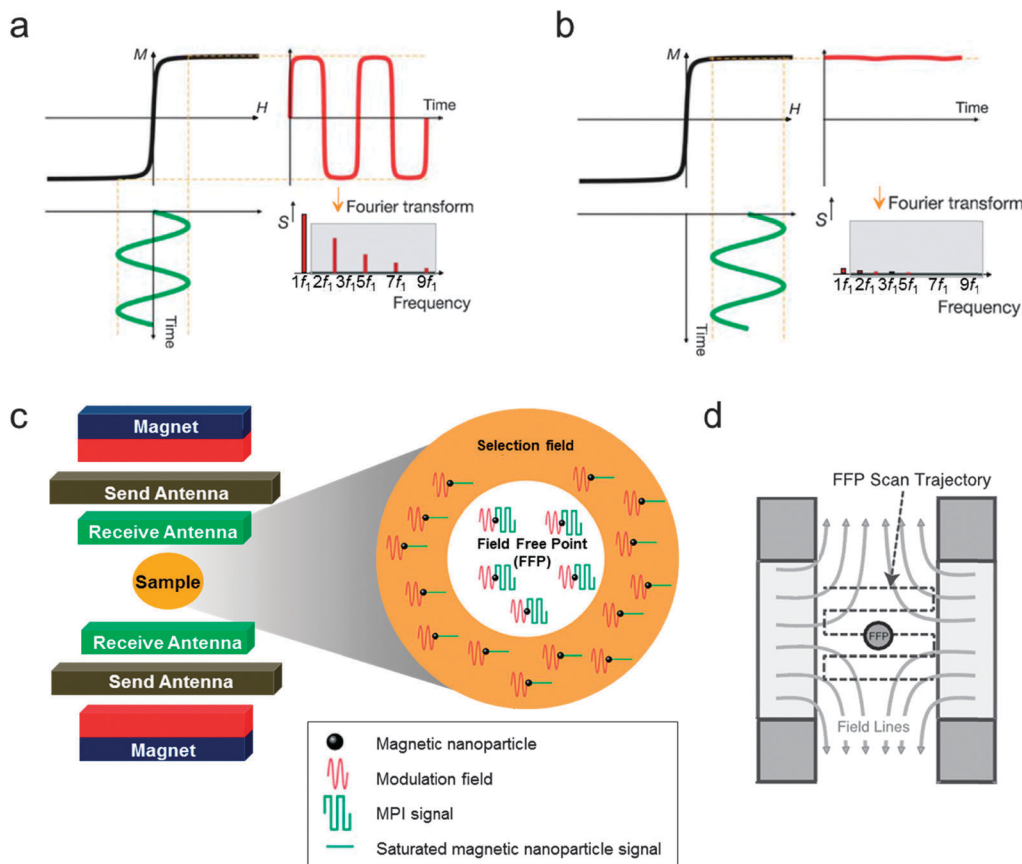 a
M
H
Time
Fourier transform
S
1f₁ 2f₁ 3f₁ 5f₁ 7f₁ 9f₁
Frequency
Time
b
M
H
Time
Fourier transform
S
1f₁ 2f₁ 3f₁ 5f₁ 7f₁ 9f₁
Frequency
Time
c
Magnet
Send Antenna
Receive Antenna
Sample
Receive Antenna
Send Antenna
Magnet
Selection field
Field Free Point
(FFP)
Magnetic nanoparticle
Modulation field
MPI signal
Saturated magnetic nanoparticle signal
d
FFP Scan Trajectory
FFP
Field Lines